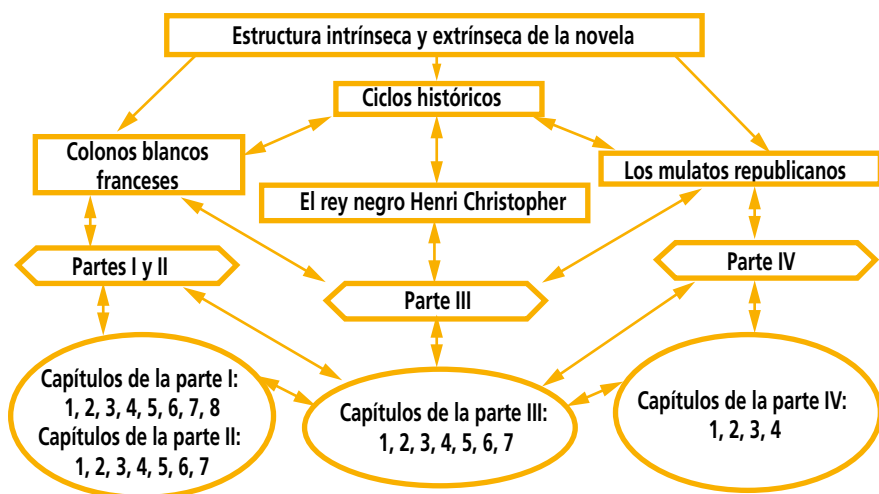 Estructura intrínseca y extrínseca de la novela
Ciclos históricos
Colonos blancos
franceses
El rey negro Henri Christopher
Los mulatos republicanos
Partes I y II
Parte III
Parte IV
Capítulos de la parte I:
1, 2, 3, 4, 5, 6, 7, 8
Capítulos de la parte II:
1, 2, 3, 4, 5, 6, 7
Capítulos de la parte III:
1, 2, 3, 4, 5, 6, 7
Capítulos de la parte IV:
1, 2, 3, 4